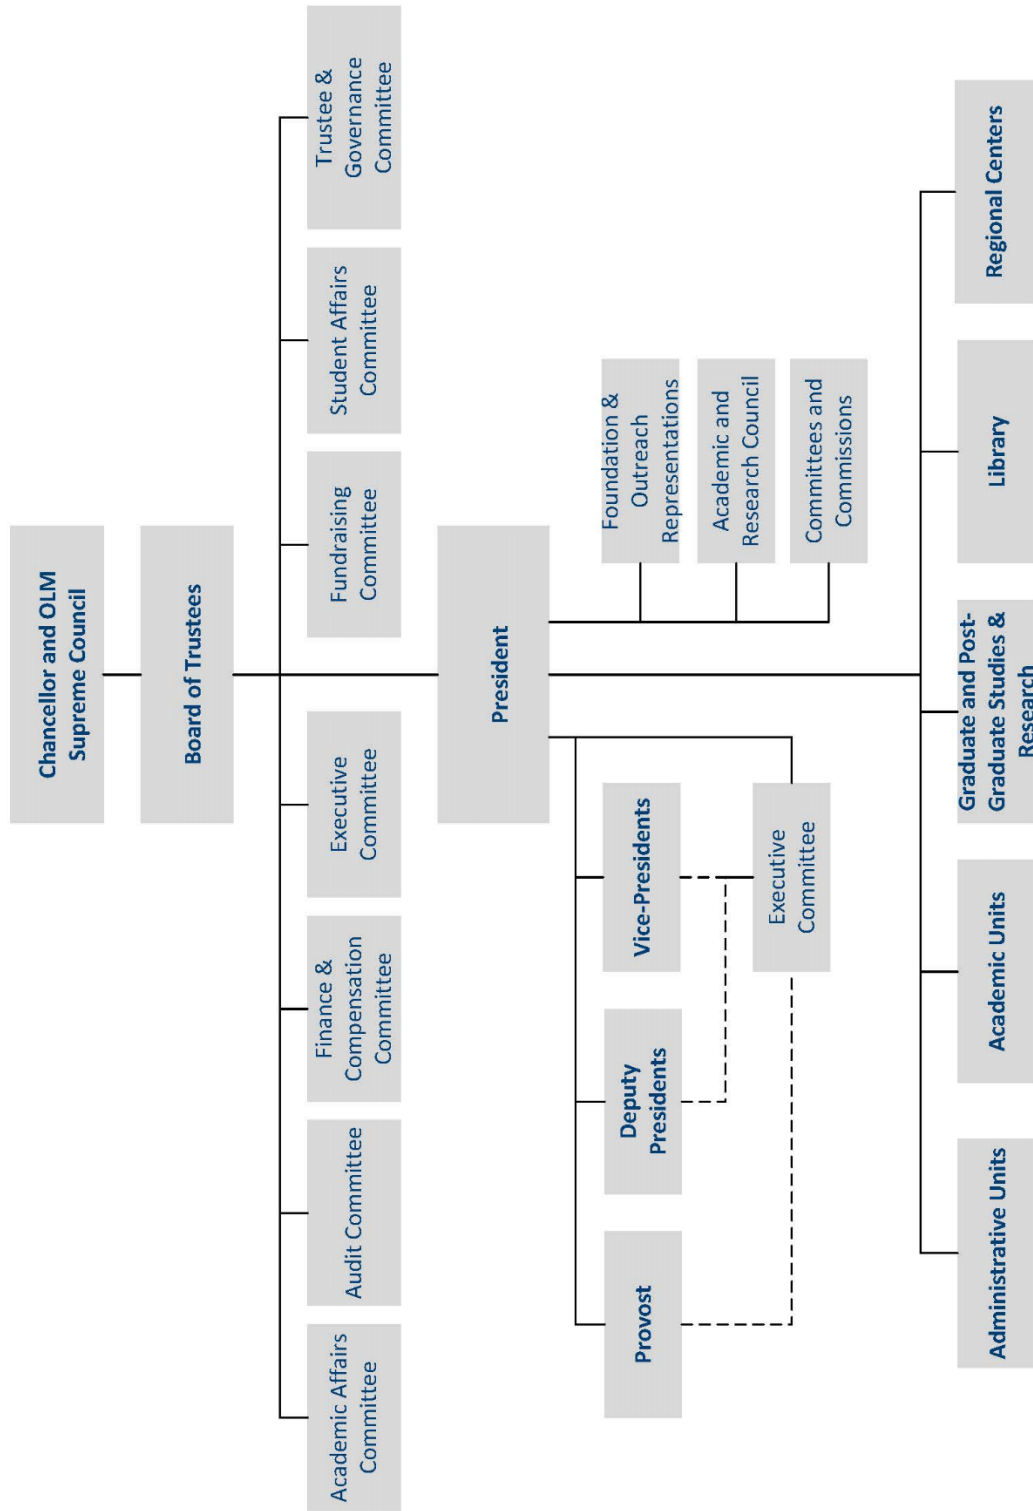 Chancellor and OLM
Supreme Council
Board of Trustees
Academic Affairs
Committee
Audit Committee
Finance &
Compensation
Committee
Executive
Committee
Fundraising
Committee
Student Affairs
Committee
Trustee &
Governance
Committee
President
Provost
Deputy
Presidents
Vice-Presidents
Executive
Committee
Foundation &
Outreach
Representations
Academic and
Research Council
Committees and
Commissions
Administrative Units
Academic Units
Graduate and Post-
Graduate Studies &
Research
Library
Regional Centers